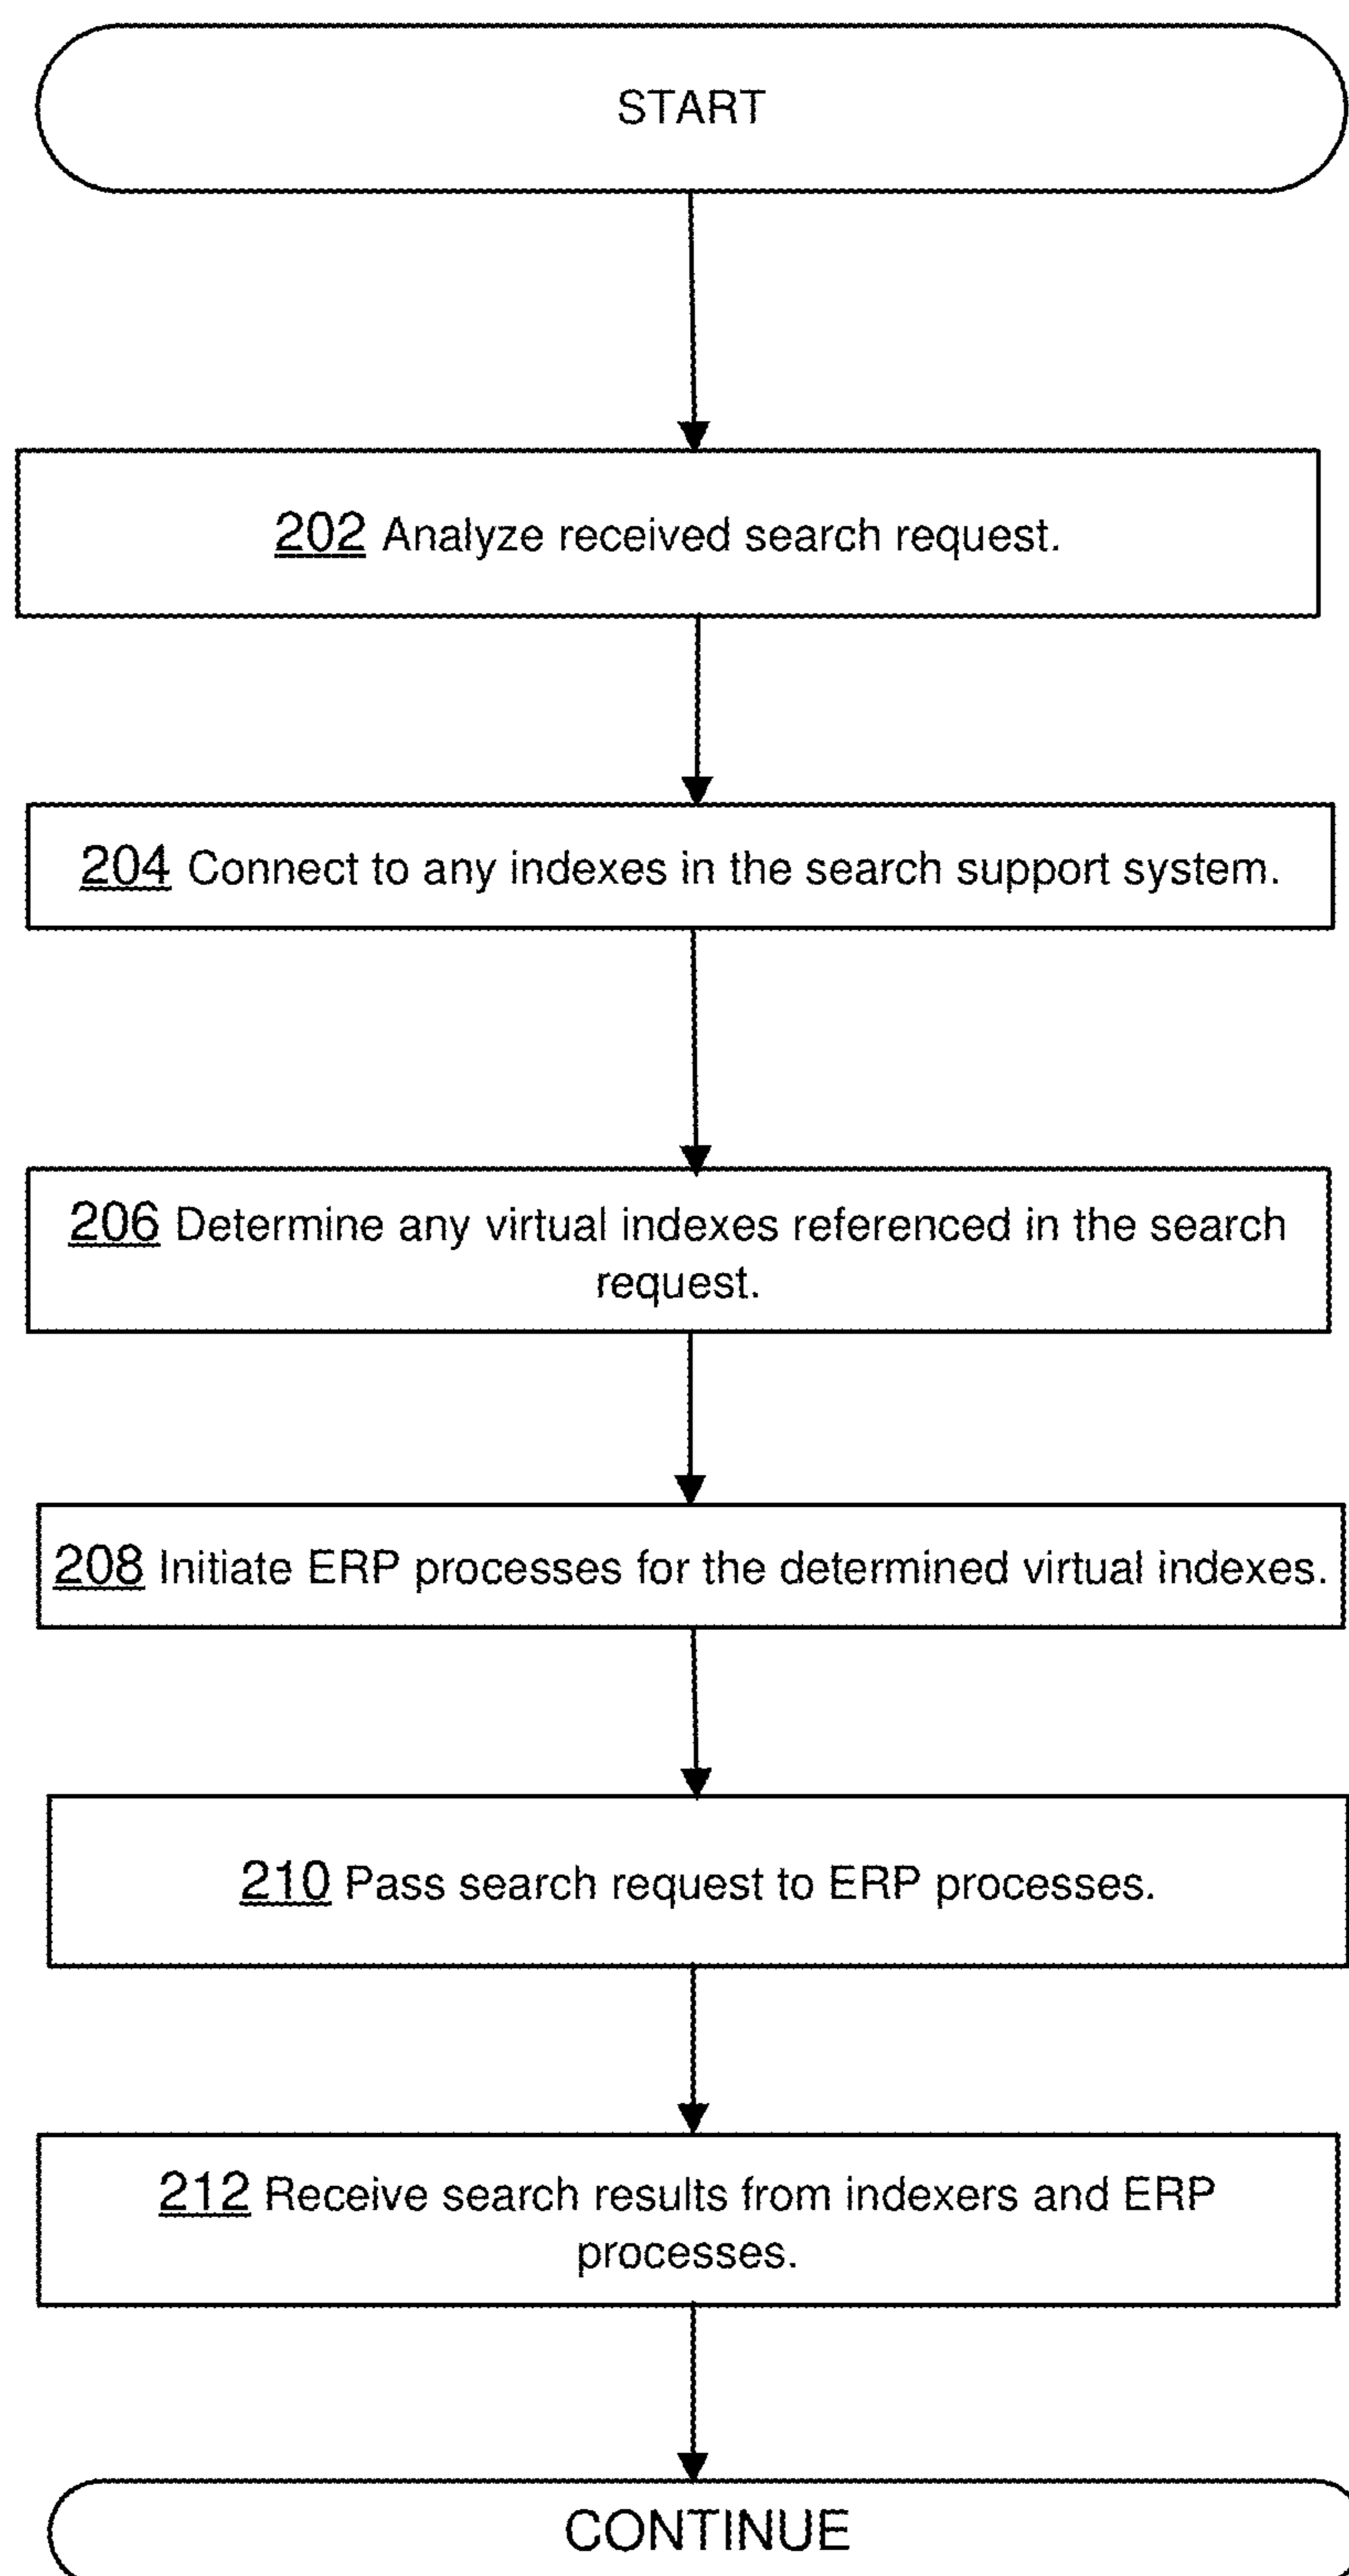 START
202 Analyze received search request.
204 Connect to any indexes in the search support system.
206 Determine any virtual indexes referenced in the search
request.
208 Initiate ERP processes for the determined virtual indexes.
210 Pass search request to ERP processes.
212 Receive search results from indexers and ERP
processes.
CONTINUE